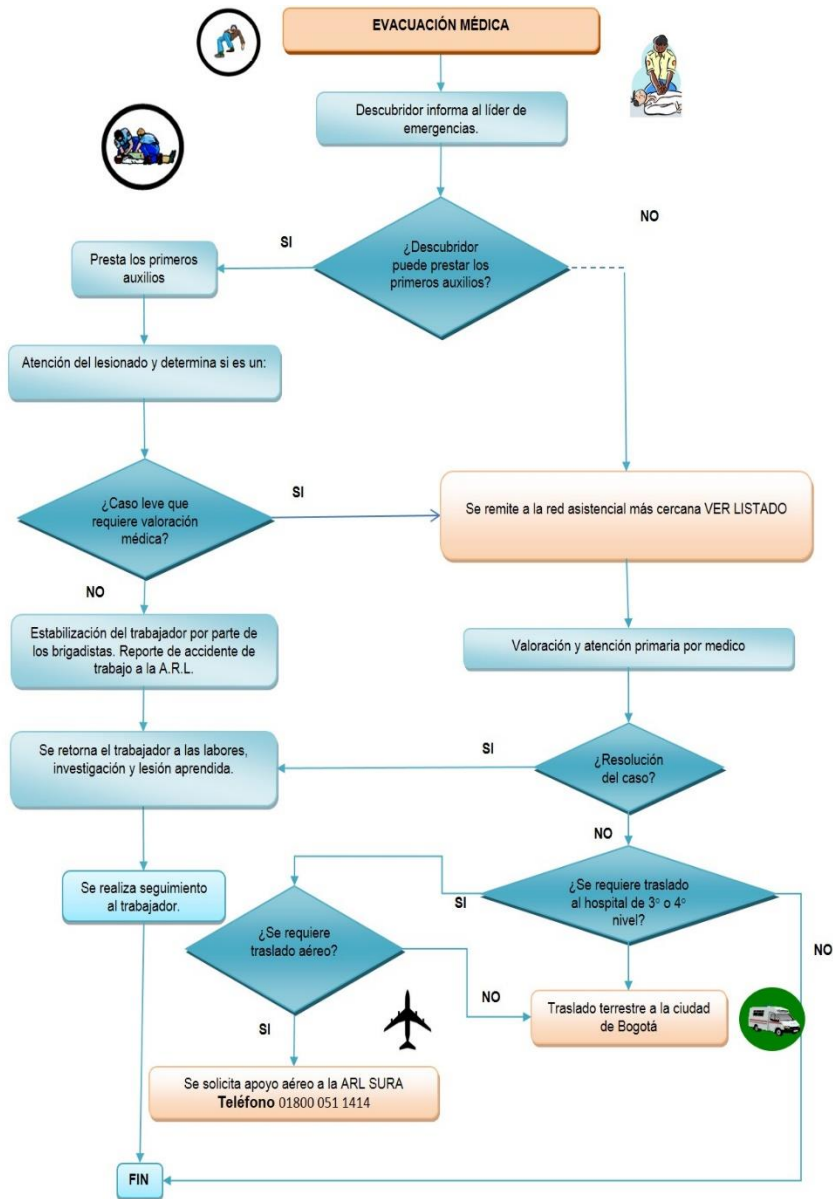 EVACUACIÓN MÉDICA
Descubridor informa al líder de
emergencias.
NO
SI
¿Descubridor
puede prestar los
primeros auxilios?
Presta los primeros
auxilios
Atención del lesionado y determina si es un:
¿Caso leve que
requiere valoración
médica?
SI
Se remite a la red asistencial más cercana VER LISTADO
NO
Estabilización del trabajador por parte de
los brigadistas. Reporte de accidente de
trabajo a la A.R.L.
Valoración y atención primaria por medico
Se retorna el trabajador a las labores,
investigación y lesión aprendida.
SI
¿Resolución
del caso?
NO
Se realiza seguimiento
al trabajador.
SI
¿Se requiere traslado
al hospital de 3° o 4°
nivel?
¿Se requiere
traslado aéreo?
NO
NO
Traslado terrestre a la ciudad
de Bogotá
SI
Se solicita apoyo aéreo a la ARL SURA
Teléfono 01800 051 1414
FIN